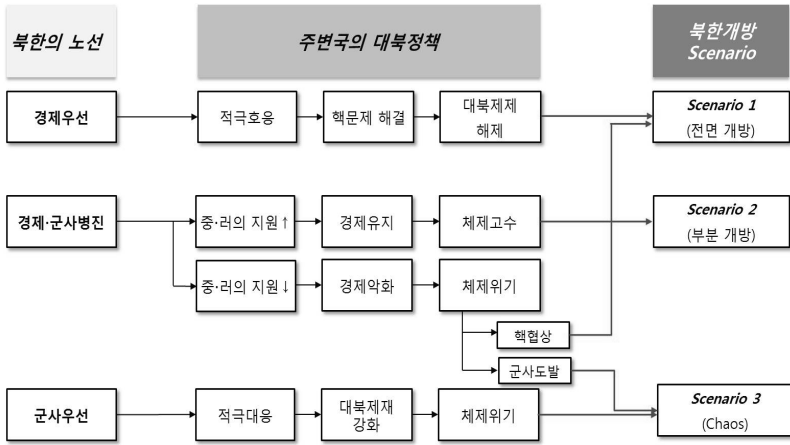 북한의 노선
주변국의 대북정책
북한개방
Scenario
경제우선
적극호응
핵문제 해결
대북제제
해제
Scenario 1
(전면 개방)
경제·군사병진
중·러의 지원↑
경제유지
체제고수
Scenario 2
(부분 개방)
중·러의 지원↓
경제악화
체제위기
핵협상
군사도발
군사우선
적극대응
대북제재
강화
체제위기
Scenario 3
(Chaos)